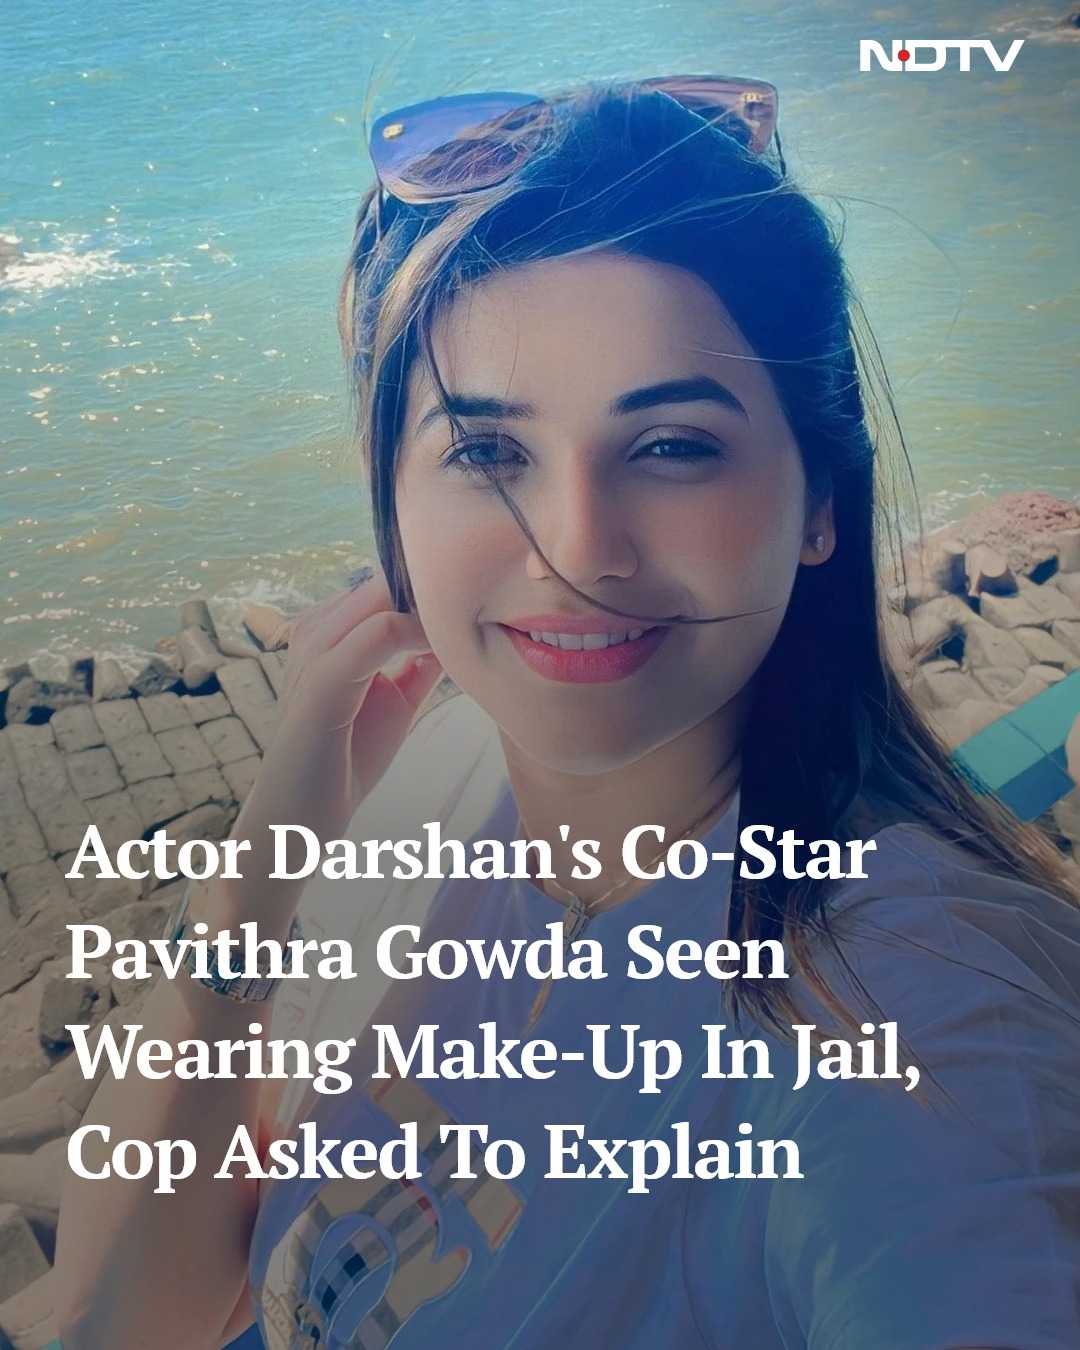 NDTV
Actor Darshan's Co-Star
Pavithra Gowda Seen
Wearing Make-Up In Jail,
Cop Asked To Explain